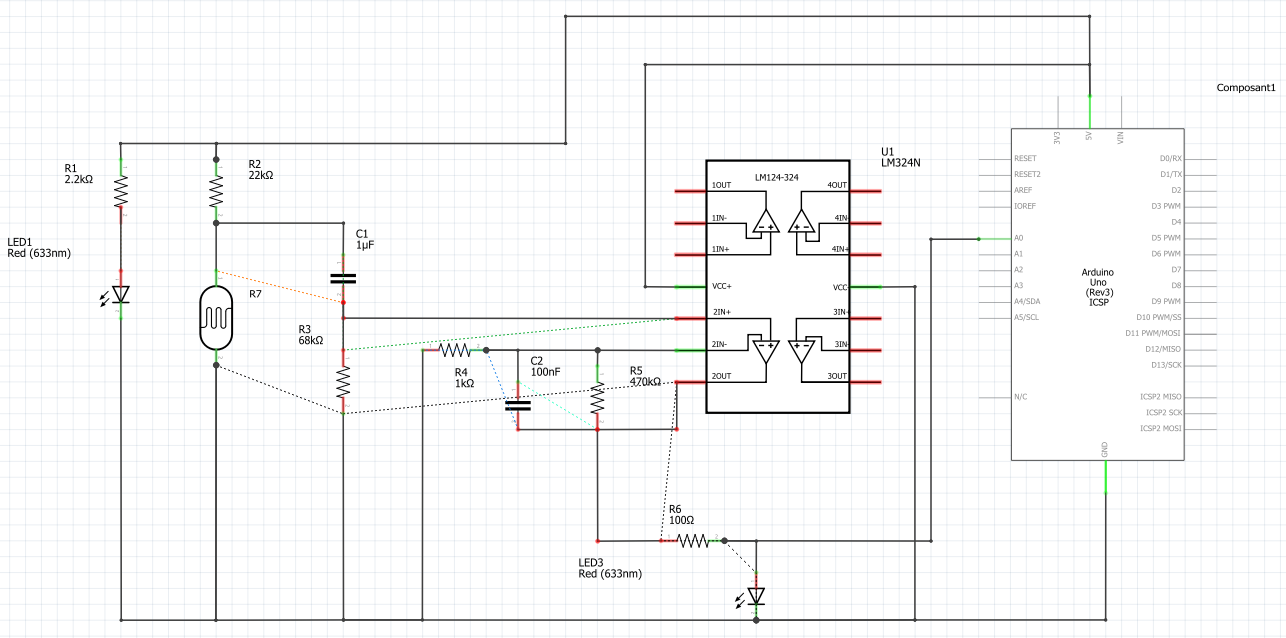 Composant1
3V3
5V
VIN
R1
2.2kΩ
R2
22kΩ
LED1
Red (633nm)
C1
1µF
R7
R3
68kΩ
R4
1kΩ
C2
100nF
R5
470kΩ
U1
LM324N
LM124-324
1OUT
4OUT
1IN-
4IN-
1IN+
4IN+
VCC+
VCC-
2IN+
3IN+
2IN-
3IN-
2OUT
3OUT
RESET
RESET2
AREF
IOREF
A0
A1
A2
A3
A4/SDA
A5/SCL
N/C
Arduino
Uno
(Rev3)
ICSP
D0/RX
D1/TX
D2
D3 PWM
D4
D5 PWM
D6 PWM
D7
D8
D9 PWM
D10 PWM/SS
D11 PWM/MOSI
D12/MISO
D13/SCK
ICSP2 MISO
ICSP2 SCK
ICSP2 MOSI
GND
R6
100Ω
LED3
Red (633nm)